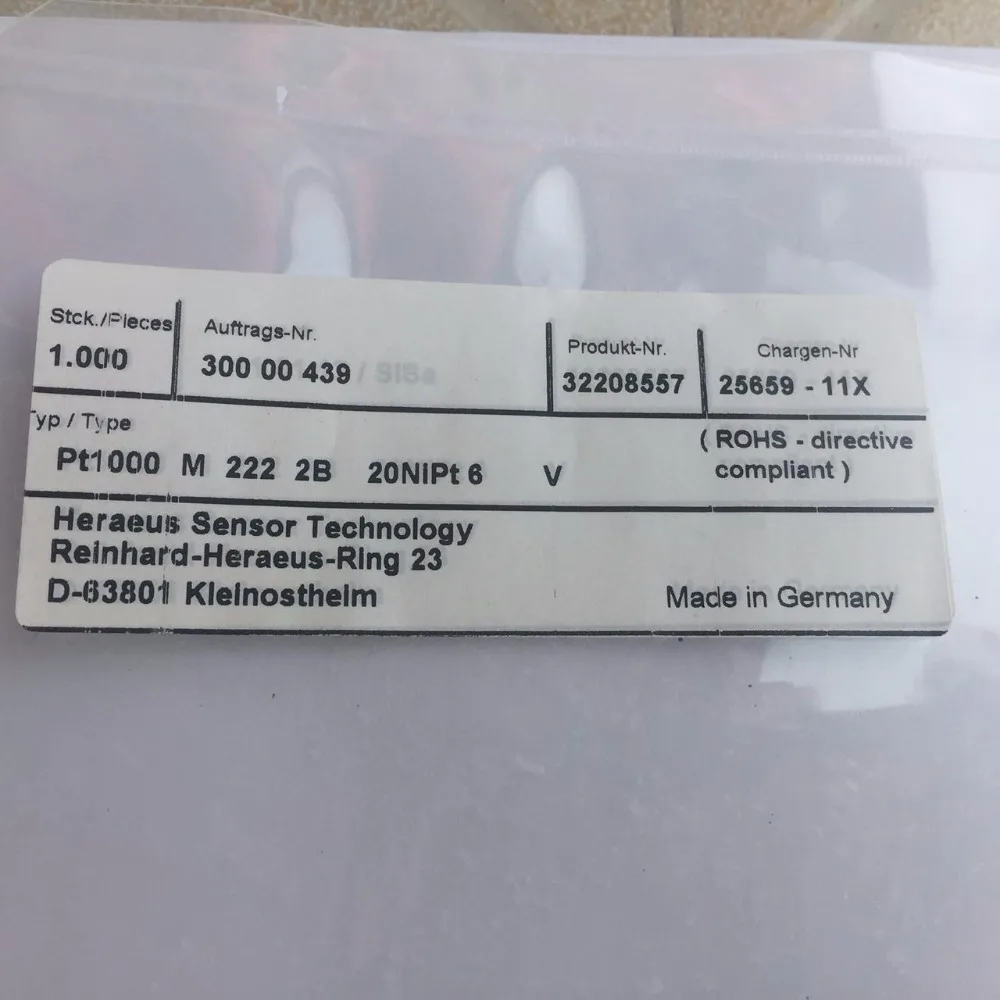 Stck./Pieces
1.000
Auftrags-Nr.
300 00 439 /
Produkt-Nr.
32208557
Chargen-Nr
25659 - 11X
Typ / Type
Pt1000 M 222 2B 20NiPt 6 V
( ROHS - directive
compliant )
Heraeus Sensor Technology
Reinhard-Heraeus-Ring 23
D-63801 Kleinostheim
Made in Germany